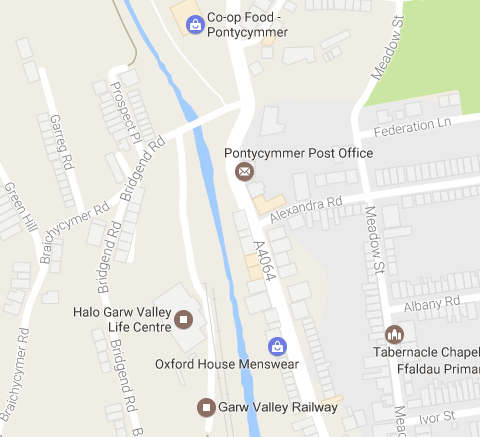 Co-op Food -
Pontycymmer
Meadow St
Prospect Pl
Garreg Rd
Federation Ln
Bridgend Rd
Pontycymmer Post Office
Green Hill
Braichycymer Rd
Alexandra Rd
Meadow St
Bridgend Rd
A4064
Albany Rd
Halo Garw Valley
Life Centre
Braichycymer Rd
Bridgend Rd
Oxford House Menswear
Tabernacle Chapel
Ffaldau Primar
Garw Valley Railway
Mea
Ivor St